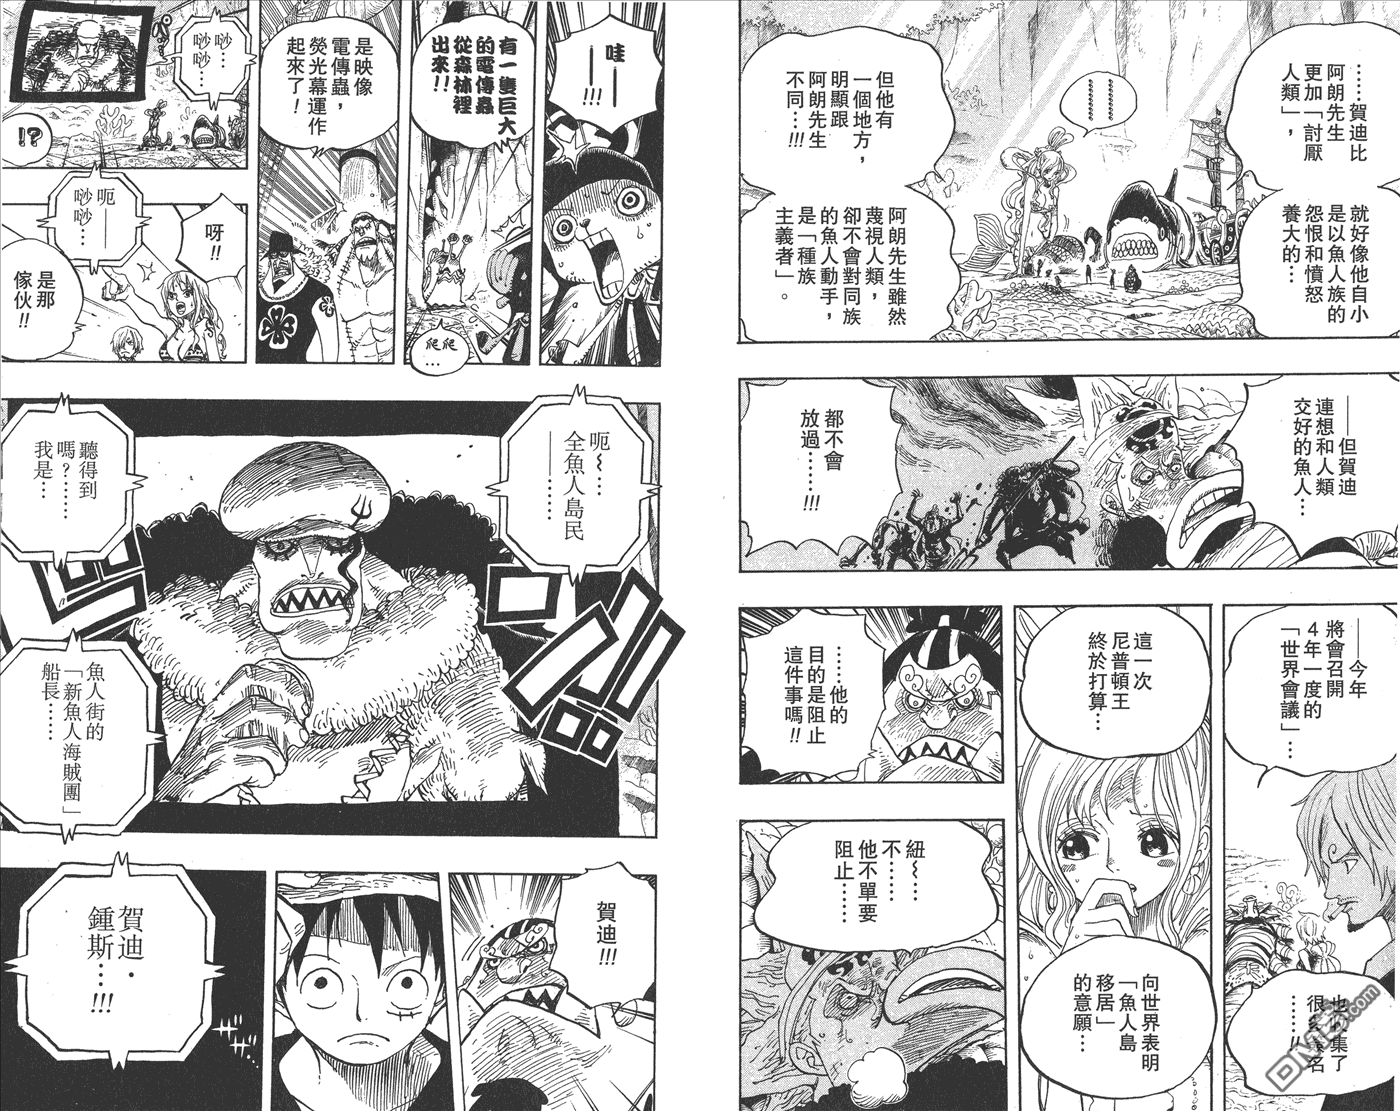 ……賀迪比
阿朗先生
更加「討厭
人類」，
就好像他自小
是以魚人族的
怨恨和憤怒
養大的…
…………
…………
但他有
一個地方，
明顯跟
阿朗先生
不同…!!!
阿朗先生雖然
蔑視人類，
卻不會對同族
的魚人動手，
是「種族
主義者」。
——但賀迪
連想和人類
交好的魚人…
都不會
放過……!!!
——今年
將會召開
4年一度的
「世界會議」…
很多簽名
……!!
這一次
尼普頓王
終於打算…
向世界表明
「魚人島
移居」
的意願…
……他的
目的是阻止
這件事嗎!!
紐〜…
不……
他不單要
阻止……
哇
——!!!
有一隻巨大
的電傳蟲
從森林裡
出來!!
爬爬
…
是映像
電傳蟲，
熒光幕運作
起來了!
吵
吵…
吵
吵…
!?
呀!!
呃——
吵吵…
是那
傢伙!!
呃〜…
——全魚人島民
聽得到
嗎?……
我是…
魚人街的
「新魚人海賊團」
船長……
賀迪!!!
賀迪・
鍾斯…!!!
DM5.COM